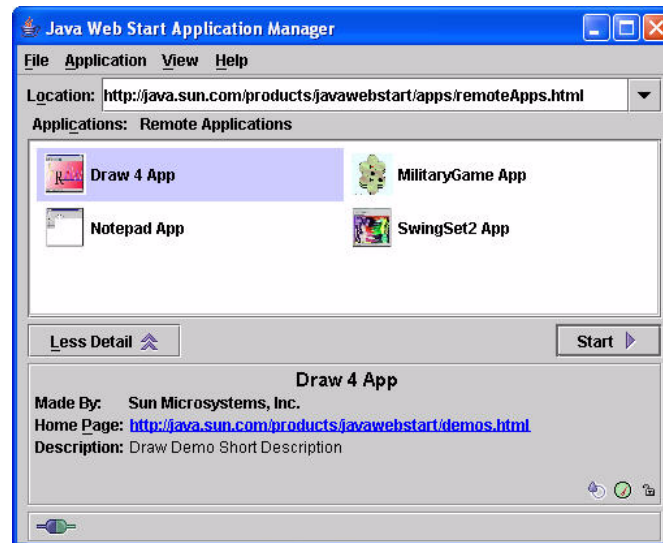 Java Web Start Application Manager
File Application View Help
Location: http://java.sun.com/products/javawebstart/apps/remoteApps.html
Applications: Remote Applications
Draw 4 App
MilitaryGame App
Notepad App
SwingSet2 App
Less Detail
Start
Draw 4 App
Made By: Sun Microsystems, Inc.
Home Page: http://java.sun.com/products/javawebstart/demos.html
Description: Draw Demo Short Description